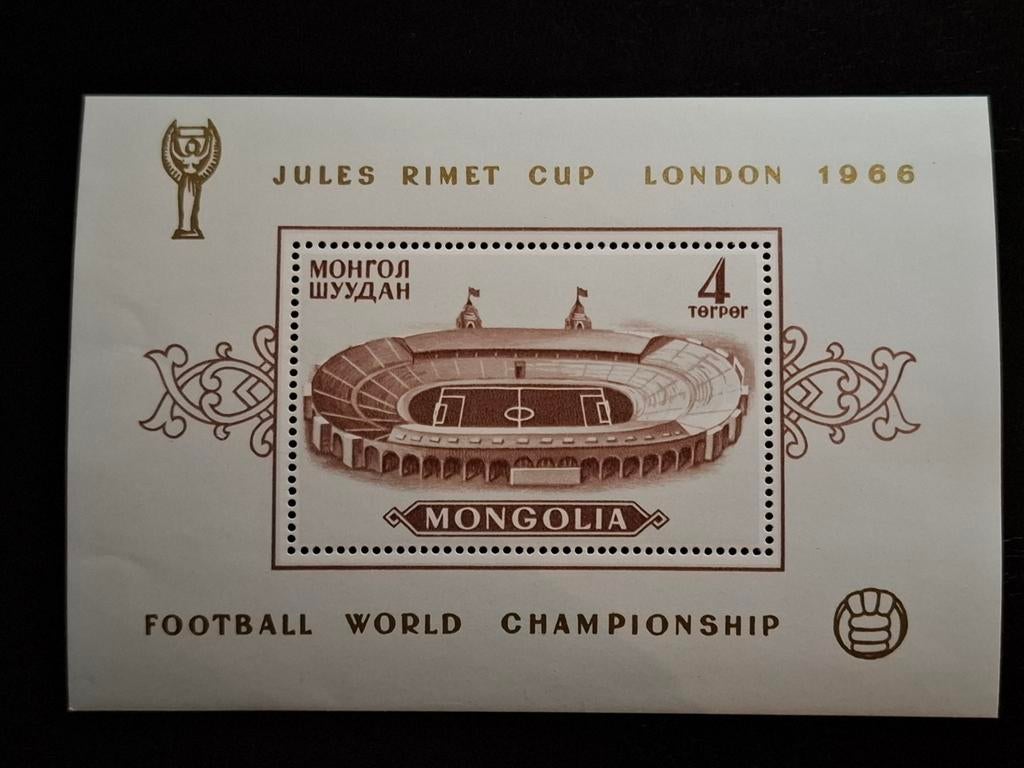 JULES RIMET CUP LONDON 1966
МОНГОЛ
ШУУДАН
4
төгрөг
MONGOLIA
FOOTBALL WORLD CHAMPIONSHIP